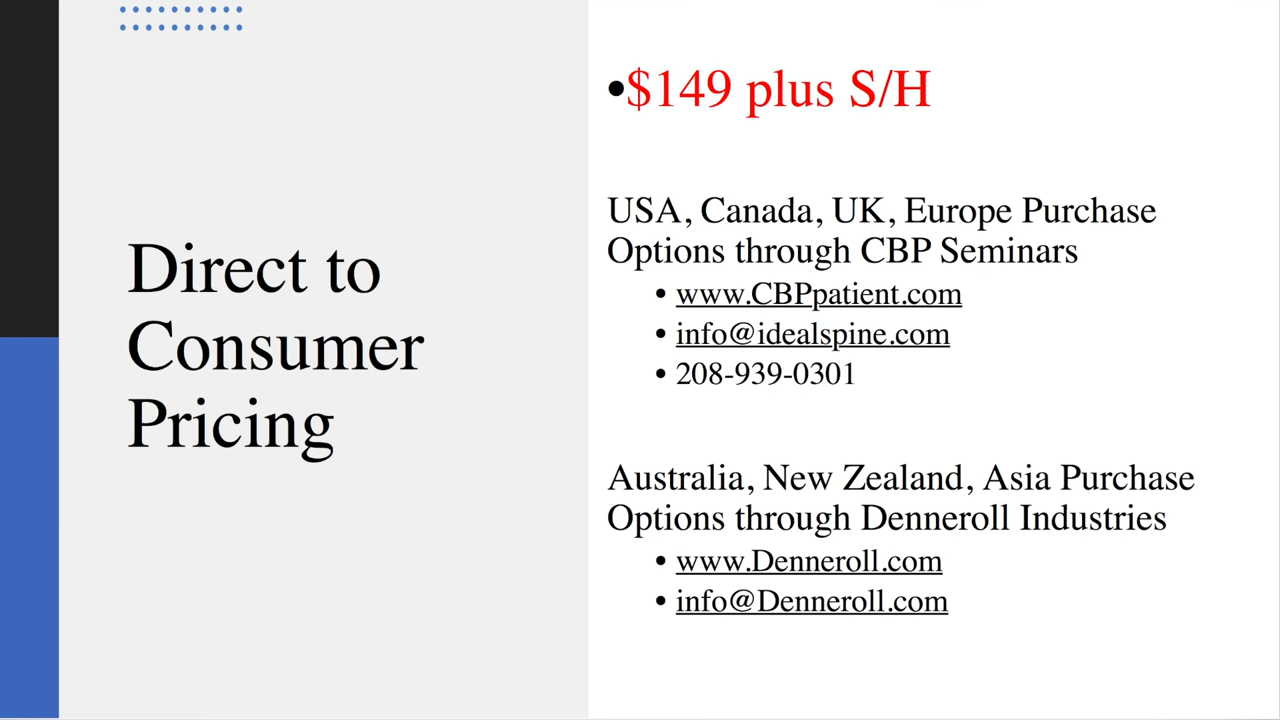 Direct to
Consumer
Pricing
•$149 plus S/H
USA, Canada, UK, Europe Purchase
Options through CBP Seminars
• www.CBPpatient.com
• info@idealspine.com
• 208-939-0301
Australia, New Zealand, Asia Purchase
Options through Denneroll Industries
• www.Denneroll.com
• info@Denneroll.com